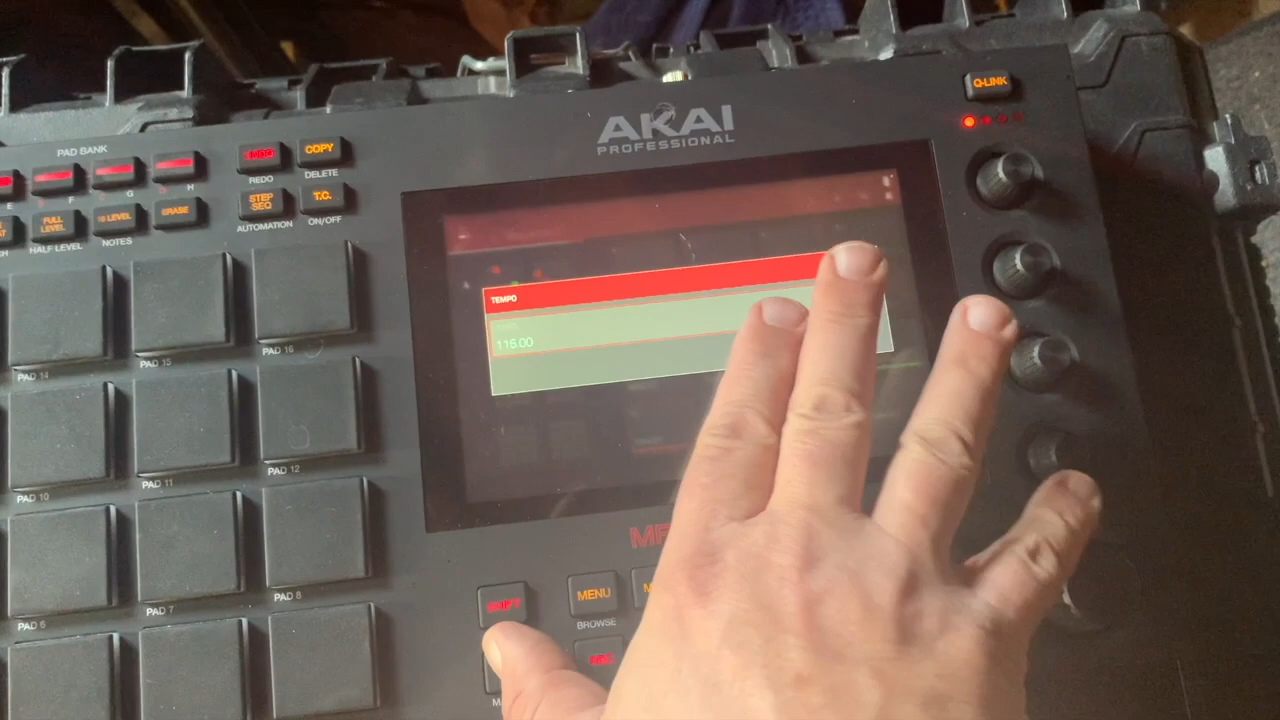 Q-LINK
AKAI
PROFESSIONAL
PAD BANK
COPY
E F G H
REDO
DELETE
FULL LEVEL
16 LEVEL
ERASE
STEP SEQ
T.C.
HALF LEVEL
NOTES
AUTOMATION
ON/OFF
TEMPO
116.00
PAD 14
PAD 15
PAD 16
PAD 10
PAD 11
PAD 12
PAD 6
PAD 7
PAD 8
SHIFT
MENU
BROWSE
REC